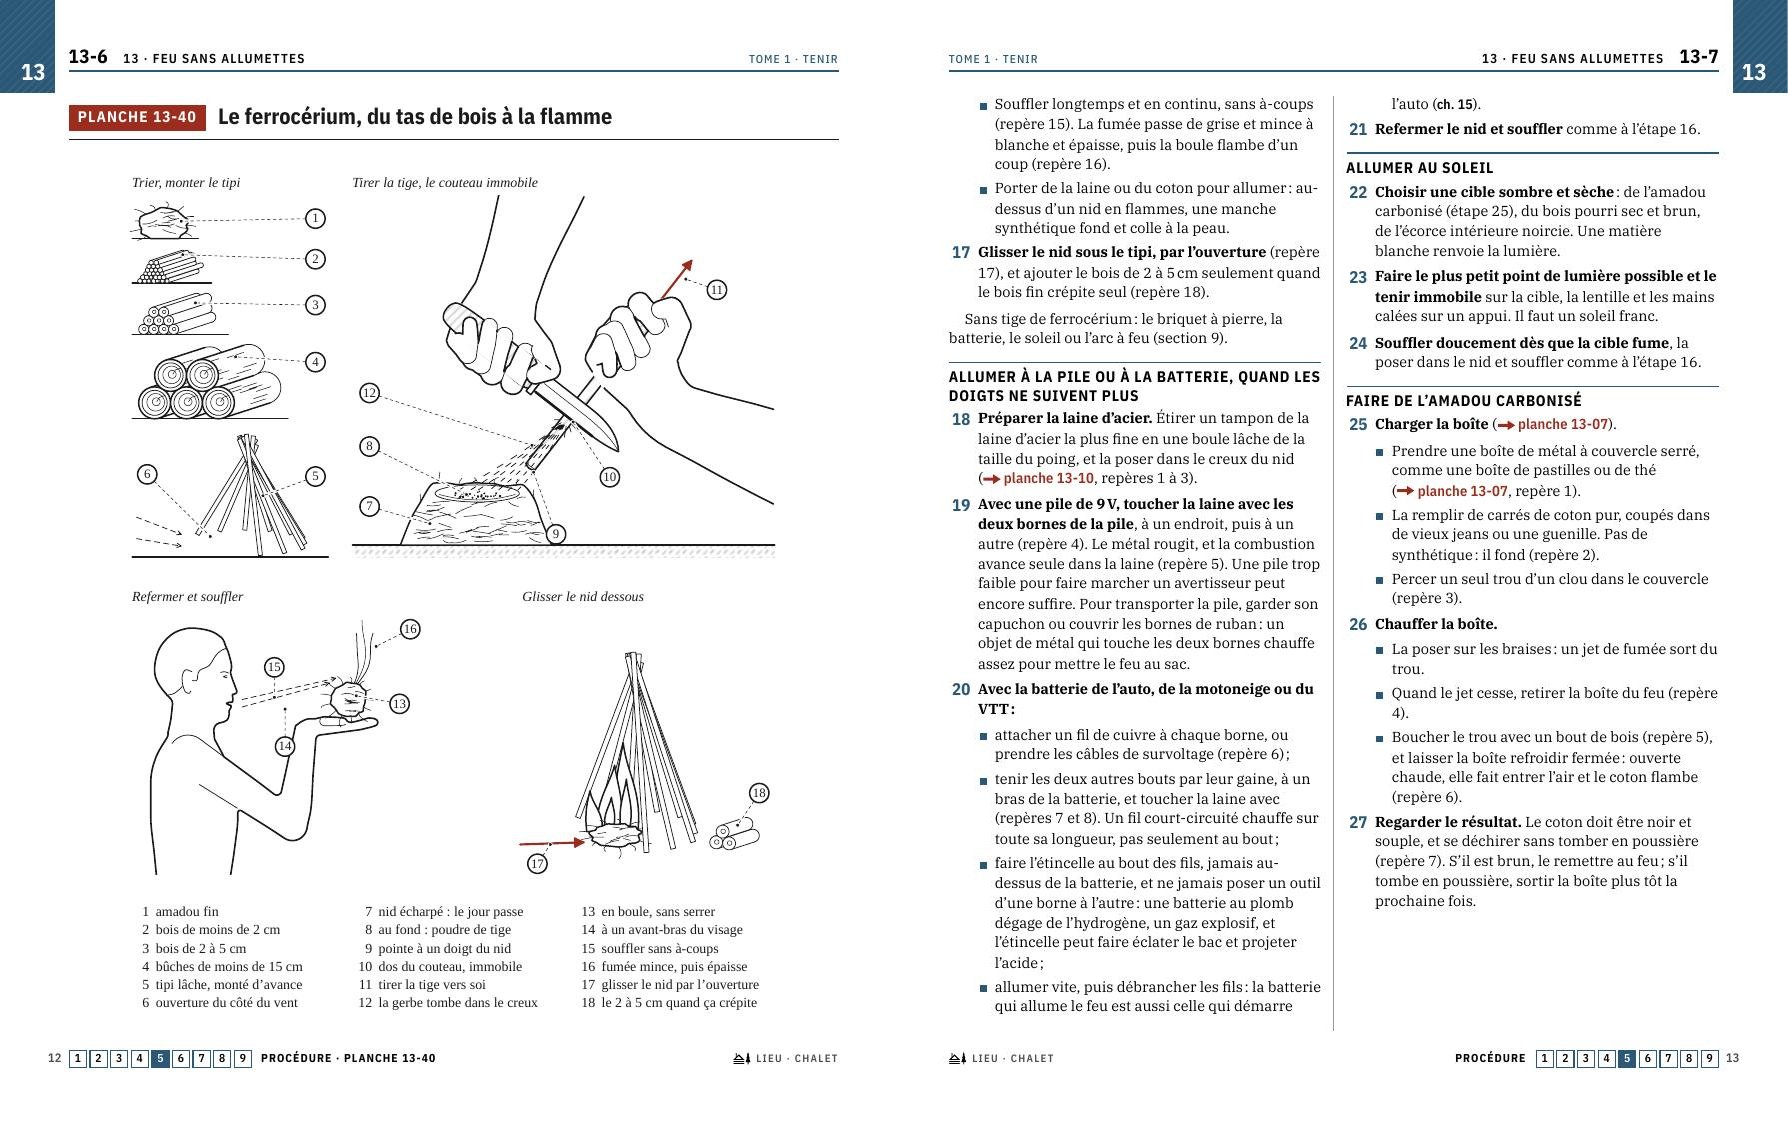 13
13-6 13 · FEU SANS ALLUMETTES
TOME 1 · TENIR
PLANCHE 13-40 Le ferrocérium, du tas de bois à la flamme
Trier, monter le tipi
Tirer la tige, le couteau immobile
1
2
3
4
5
6
11
12
8
7
10
9
Refermer et souffler
Glisser le nid dessous
16
15
13
14
18
17
1 amadou fin
2 bois de moins de 2 cm
3 bois de 2 à 5 cm
4 bûches de moins de 15 cm
5 tipi lâche, monté d’avance
6 ouverture du côté du vent
7 nid écharpé : le jour passe
8 au fond : poudre de tige
9 pointe à un doigt du nid
10 dos du couteau, immobile
11 tirer la tige vers soi
12 la gerbe tombe dans le creux
13 en boule, sans serrer
14 à un avant-bras du visage
15 souffler sans à-coups
16 fumée mince, puis épaisse
17 glisser le nid par l’ouverture
18 le 2 à 5 cm quand ça crépite
12 1 2 3 4 5 6 7 8 9 PROCÉDURE · PLANCHE 13-40
LIEU · CHALET
TOME 1 · TENIR
13 · FEU SANS ALLUMETTES 13-7
13
Souffler longtemps et en continu, sans à-coups
(repère 15). La fumée passe de grise et mince à
blanche et épaisse, puis la boule flambe d’un
coup (repère 16).
Porter de la laine ou du coton pour allumer : au-
dessus d’un nid en flammes, une manche
synthétique fond et colle à la peau.
17 Glisser le nid sous le tipi, par l’ouverture (repère
17), et ajouter le bois de 2 à 5 cm seulement quand
le bois fin crépite seul (repère 18).
Sans tige de ferrocérium : le briquet à pierre, la
batterie, le soleil ou l’arc à feu (section 9).
ALLUMER À LA PILE OU À LA BATTERIE, QUAND LES
DOIGTS NE SUIVENT PLUS
18 Préparer la laine d’acier. Étirer un tampon de la
laine d’acier la plus fine en une boule lâche de la
taille du poing, et la poser dans le creux du nid
(➞ planche 13-10, repères 1 à 3).
19 Avec une pile de 9 V, toucher la laine avec les
deux bornes de la pile, à un endroit, puis à un
autre (repère 4). Le métal rougit, et la combustion
avance seule dans la laine (repère 5). Une pile trop
faible pour faire marcher un avertisseur peut
encore suffire. Pour transporter la pile, garder son
capuchon ou couvrir les bornes de ruban : un
objet de métal qui touche les deux bornes chauffe
assez pour mettre le feu au sac.
20 Avec la batterie de l’auto, de la motoneige ou du
VTT :
attacher un fil de cuivre à chaque borne, ou
prendre les câbles de survoltage (repère 6) ;
tenir les deux autres bouts par leur gaine, à un
bras de la batterie, et toucher la laine avec
(repères 7 et 8). Un fil court-circuité chauffe sur
toute sa longueur, pas seulement au bout ;
faire l’étincelle au bout des fils, jamais au-
dessus de la batterie, et ne jamais poser un outil
d’une borne à l’autre : une batterie au plomb
dégage de l’hydrogène, un gaz explosif, et
l’étincelle peut faire éclater le bac et projeter
l’acide ;
allumer vite, puis débrancher les fils : la batterie
qui allume le feu est aussi celle qui démarre
l’auto (ch. 15).
21 Refermer le nid et souffler comme à l’étape 16.
ALLUMER AU SOLEIL
22 Choisir une cible sombre et sèche : de l’amadou
carbonisé (étape 25), du bois pourri sec et brun,
de l’écorce intérieure noircie. Une matière
blanche renvoie la lumière.
23 Faire le plus petit point de lumière possible et le
tenir immobile sur la cible, la lentille et les mains
calées sur un appui. Il faut un soleil franc.
24 Souffler doucement dès que la cible fume, la
poser dans le nid et souffler comme à l’étape 16.
FAIRE DE L’AMADOU CARBONISÉ
25 Charger la boîte (➞ planche 13-07).
Prendre une boîte de métal à couvercle serré,
comme une boîte de pastilles ou de thé
(➞ planche 13-07, repère 1).
La remplir de carrés de coton pur, coupés dans
de vieux jeans ou une guenille. Pas de
synthétique : il fond (repère 2).
Percer un seul trou d’un clou dans le couvercle
(repère 3).
26 Chauffer la boîte.
La poser sur les braises : un jet de fumée sort du
trou.
Quand le jet cesse, retirer la boîte du feu (repère
4).
Boucher le trou avec un bout de bois (repère 5),
et laisser la boîte refroidir fermée : ouverte
chaude, elle fait entrer l’air et le coton flambe
(repère 6).
27 Regarder le résultat. Le coton doit être noir et
souple, et se déchirer sans tomber en poussière
(repère 7). S’il est brun, le remettre au feu ; s’il
tombe en poussière, sortir la boîte plus tôt la
prochaine fois.
LIEU · CHALET
PROCÉDURE 1 2 3 4 5 6 7 8 9 13